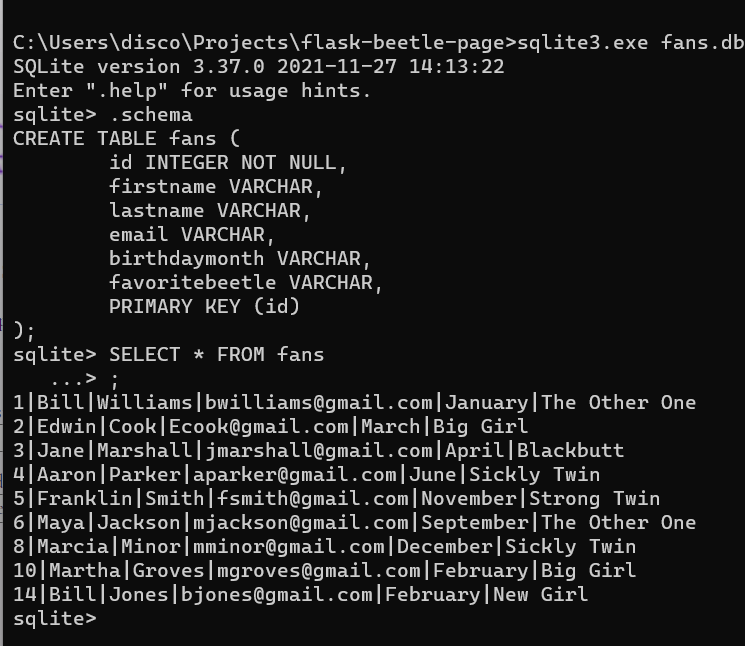 C:\Users\disco\Projects\flask-beetle-page>sqlite3.exe fans.db
SQLite version 3.37.0 2021-11-27 14:13:22
Enter ".help" for usage hints.
sqlite> .schema
CREATE TABLE fans (
        id INTEGER NOT NULL,
        firstname VARCHAR,
        lastname VARCHAR,
        email VARCHAR,
        birthdaymonth VARCHAR,
        favoritebeetle VARCHAR,
        PRIMARY KEY (id)
);
sqlite> SELECT * FROM fans
   ...> ;
1|Bill|Williams|bwilliams@gmail.com|January|The Other One
2|Edwin|Cook|Ecook@gmail.com|March|Big Girl
3|Jane|Marshall|jmarshall@gmail.com|April|Blackbutt
4|Aaron|Parker|aparker@gmail.com|June|Sickly Twin
5|Franklin|Smith|fsmith@gmail.com|November|Strong Twin
6|Maya|Jackson|mjackson@gmail.com|September|The Other One
8|Marcia|Minor|mminor@gmail.com|December|Sickly Twin
10|Martha|Groves|mgroves@gmail.com|February|Big Girl
14|Bill|Jones|bjones@gmail.com|February|New Girl
sqlite>